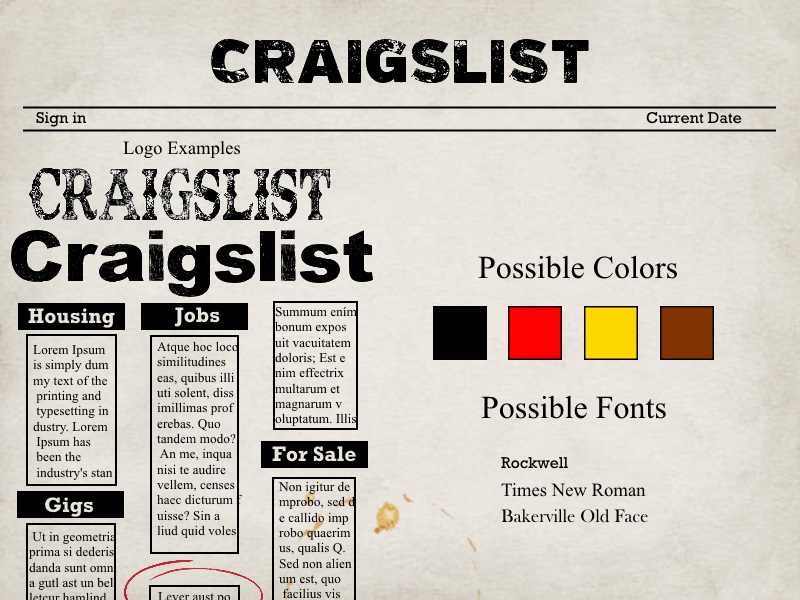 CRAIGSLIST
Sign in
Current Date
Logo Examples
CRAIGSLIST
Craigslist
Housing
Lorem Ipsum
is simply dum
my text of the
printing and
typesetting in
dustry. Lorem
Ipsum has
been the
industry's stan
Gigs
Ut in geometria
prima si dederis
danda sunt omn
a gutl ast un bel
letcur hamlind
Jobs
Atque hoc loco
similitudines
eas, quibus illi
uti solent, diss
imillimas prof
erebas. Quo
tandem modo?
An me, inqua
nisi te audire
vellem, censes
haec dicturum f
uisse? Sin a
liud quid voles
Lever aust po
Summum enim
bonum expos
uit vacuitatem
doloris; Est e
nim effectrix
multarum et
magnarum v
oluptatum. Illis
For Sale
Non igitur de
mprobo, sed d
e callido imp
robo quaerim
us, qualis Q.
Sed non alien
um est, quo
facilius vis
Possible Colors
Possible Fonts
Rockwell
Times New Roman
Bakerville Old Face